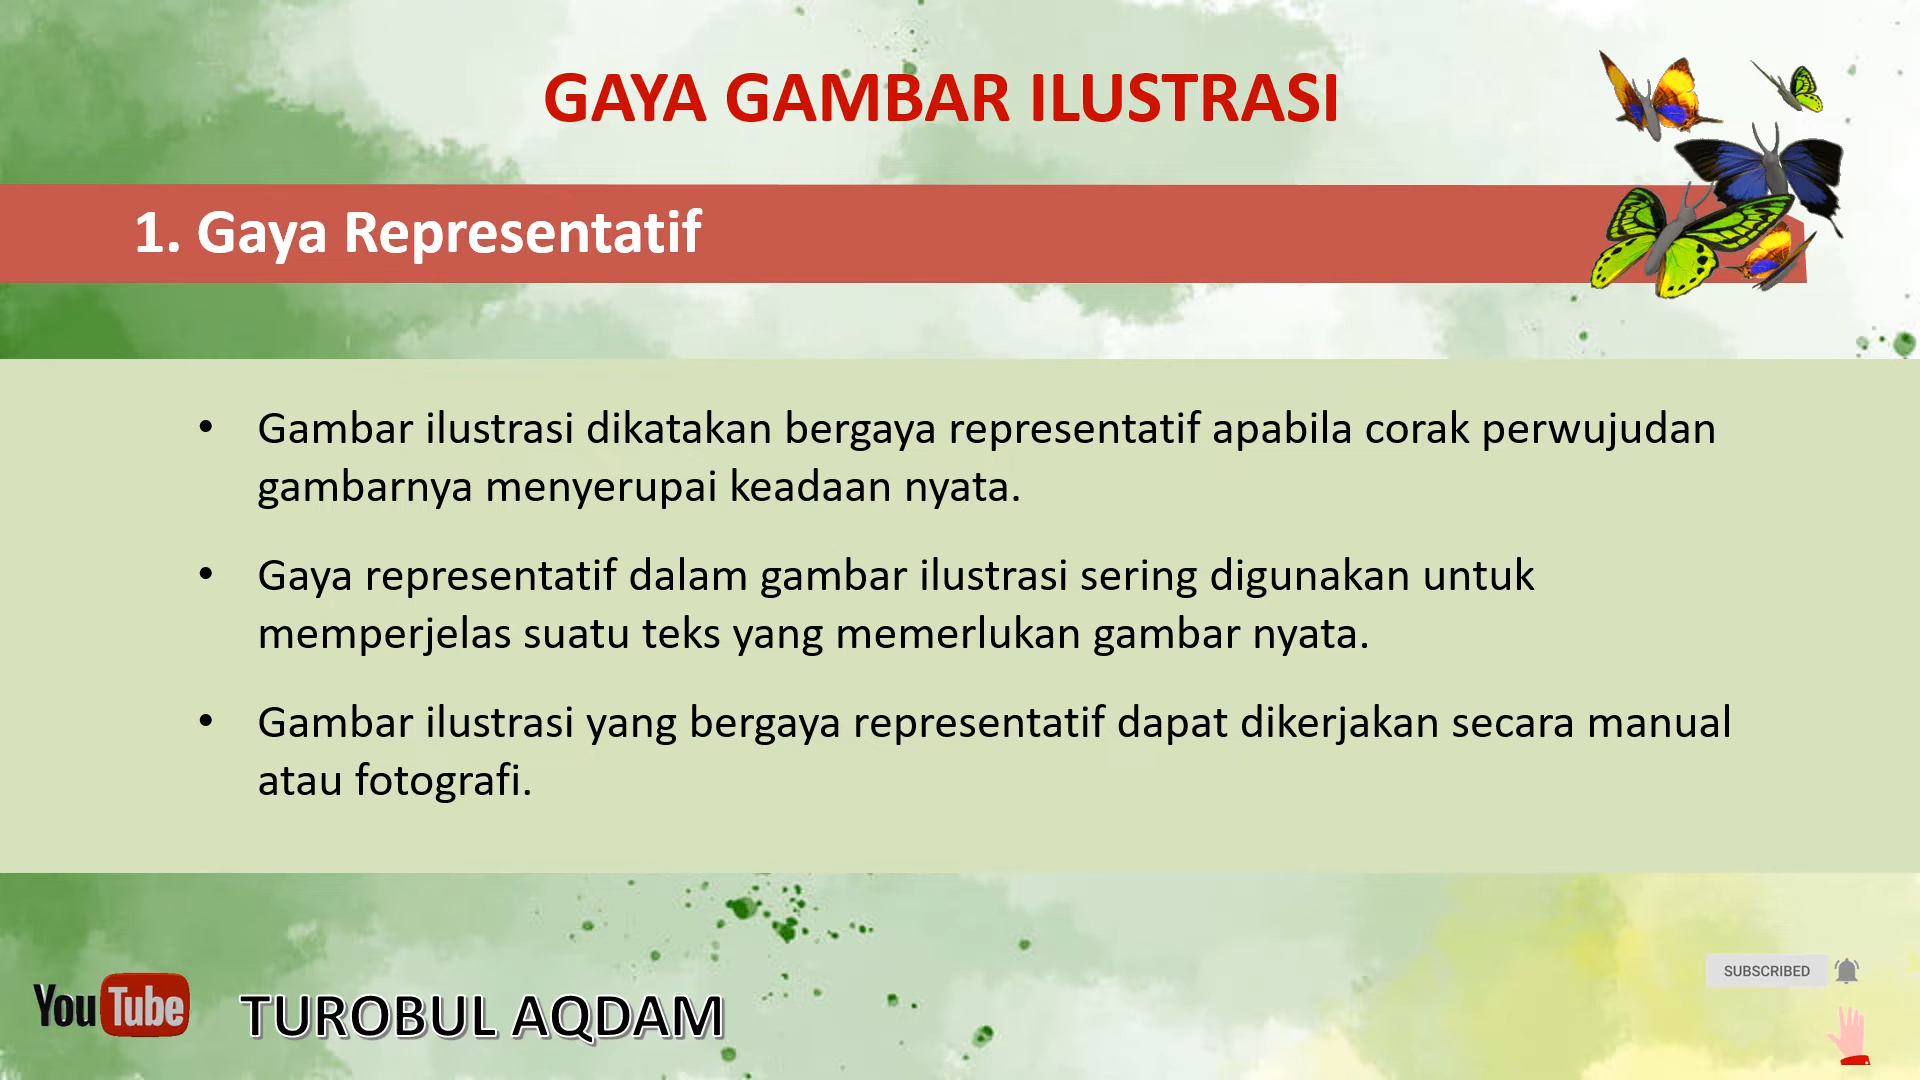 GAYA GAMBAR ILUSTRASI
1. Gaya Representatif
• Gambar ilustrasi dikatakan bergaya representatif apabila corak perwujudan
gambarnya menyerupai keadaan nyata.
• Gaya representatif dalam gambar ilustrasi sering digunakan untuk
memperjelas suatu teks yang memerlukan gambar nyata.
• Gambar ilustrasi yang bergaya representatif dapat dikerjakan secara manual
atau fotografi.
SUBSCRIBED
YouTube TUROBUL AQDAM